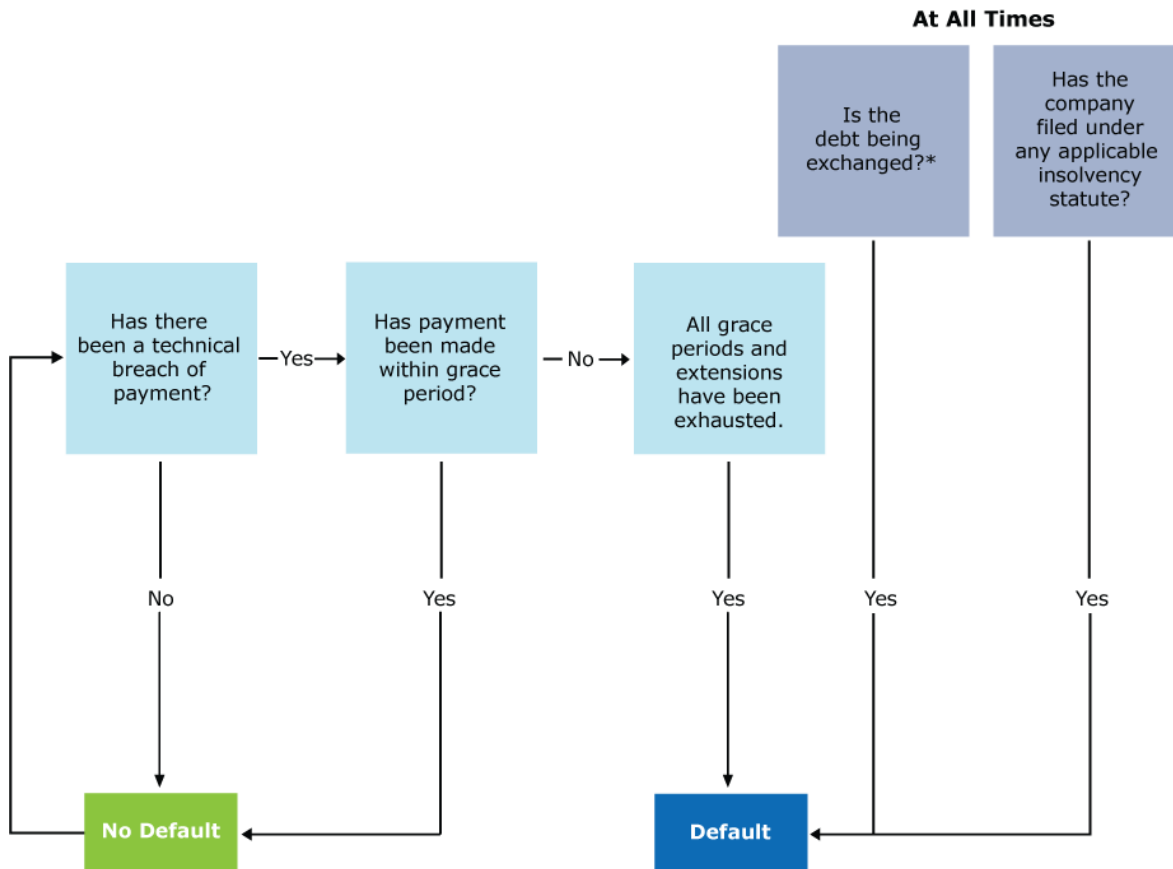 At All Times
Is the
debt being
exchanged?*
Has the
company
filed under
any applicable
insolvency
statute?
Has there
been a technical
breach of
payment?
Yes
Has payment
been made
within grace
period?
No
All grace
periods and
extensions
have been
exhausted.
No
Yes
Yes
Yes
Yes
No Default
Default